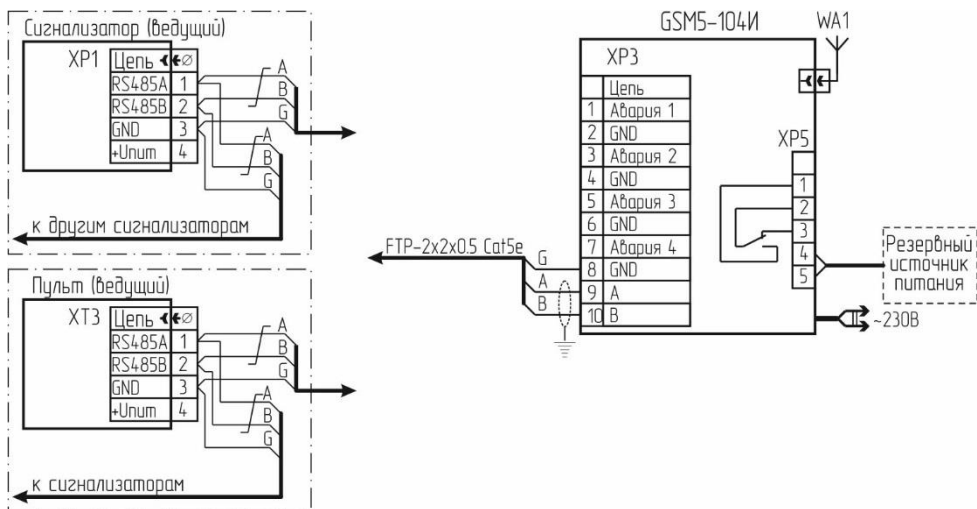 Сигнализатор (ведущий)
XP1
Цепь
RS485A 1
RS485B 2
GND 3
+Uпит 4
A
B
G
A
B
G
к другим сигнализаторам
Пульт (ведущий)
XT3
Цепь
RS485A 1
RS485B 2
GND 3
+Uпит 4
A
B
G
A
B
G
к сигнализаторам
FTP-2x2x0.5 Cat5e
G
A
B
GSM5-104И
WA1
XP3
Цепь
1 Авария 1
2 GND
3 Авария 2
4 GND
5 Авария 3
6 GND
7 Авария 4
8 GND
9 A
10 B
XP5
1
2
3
4
5
Резервный
источник
питания
~230В